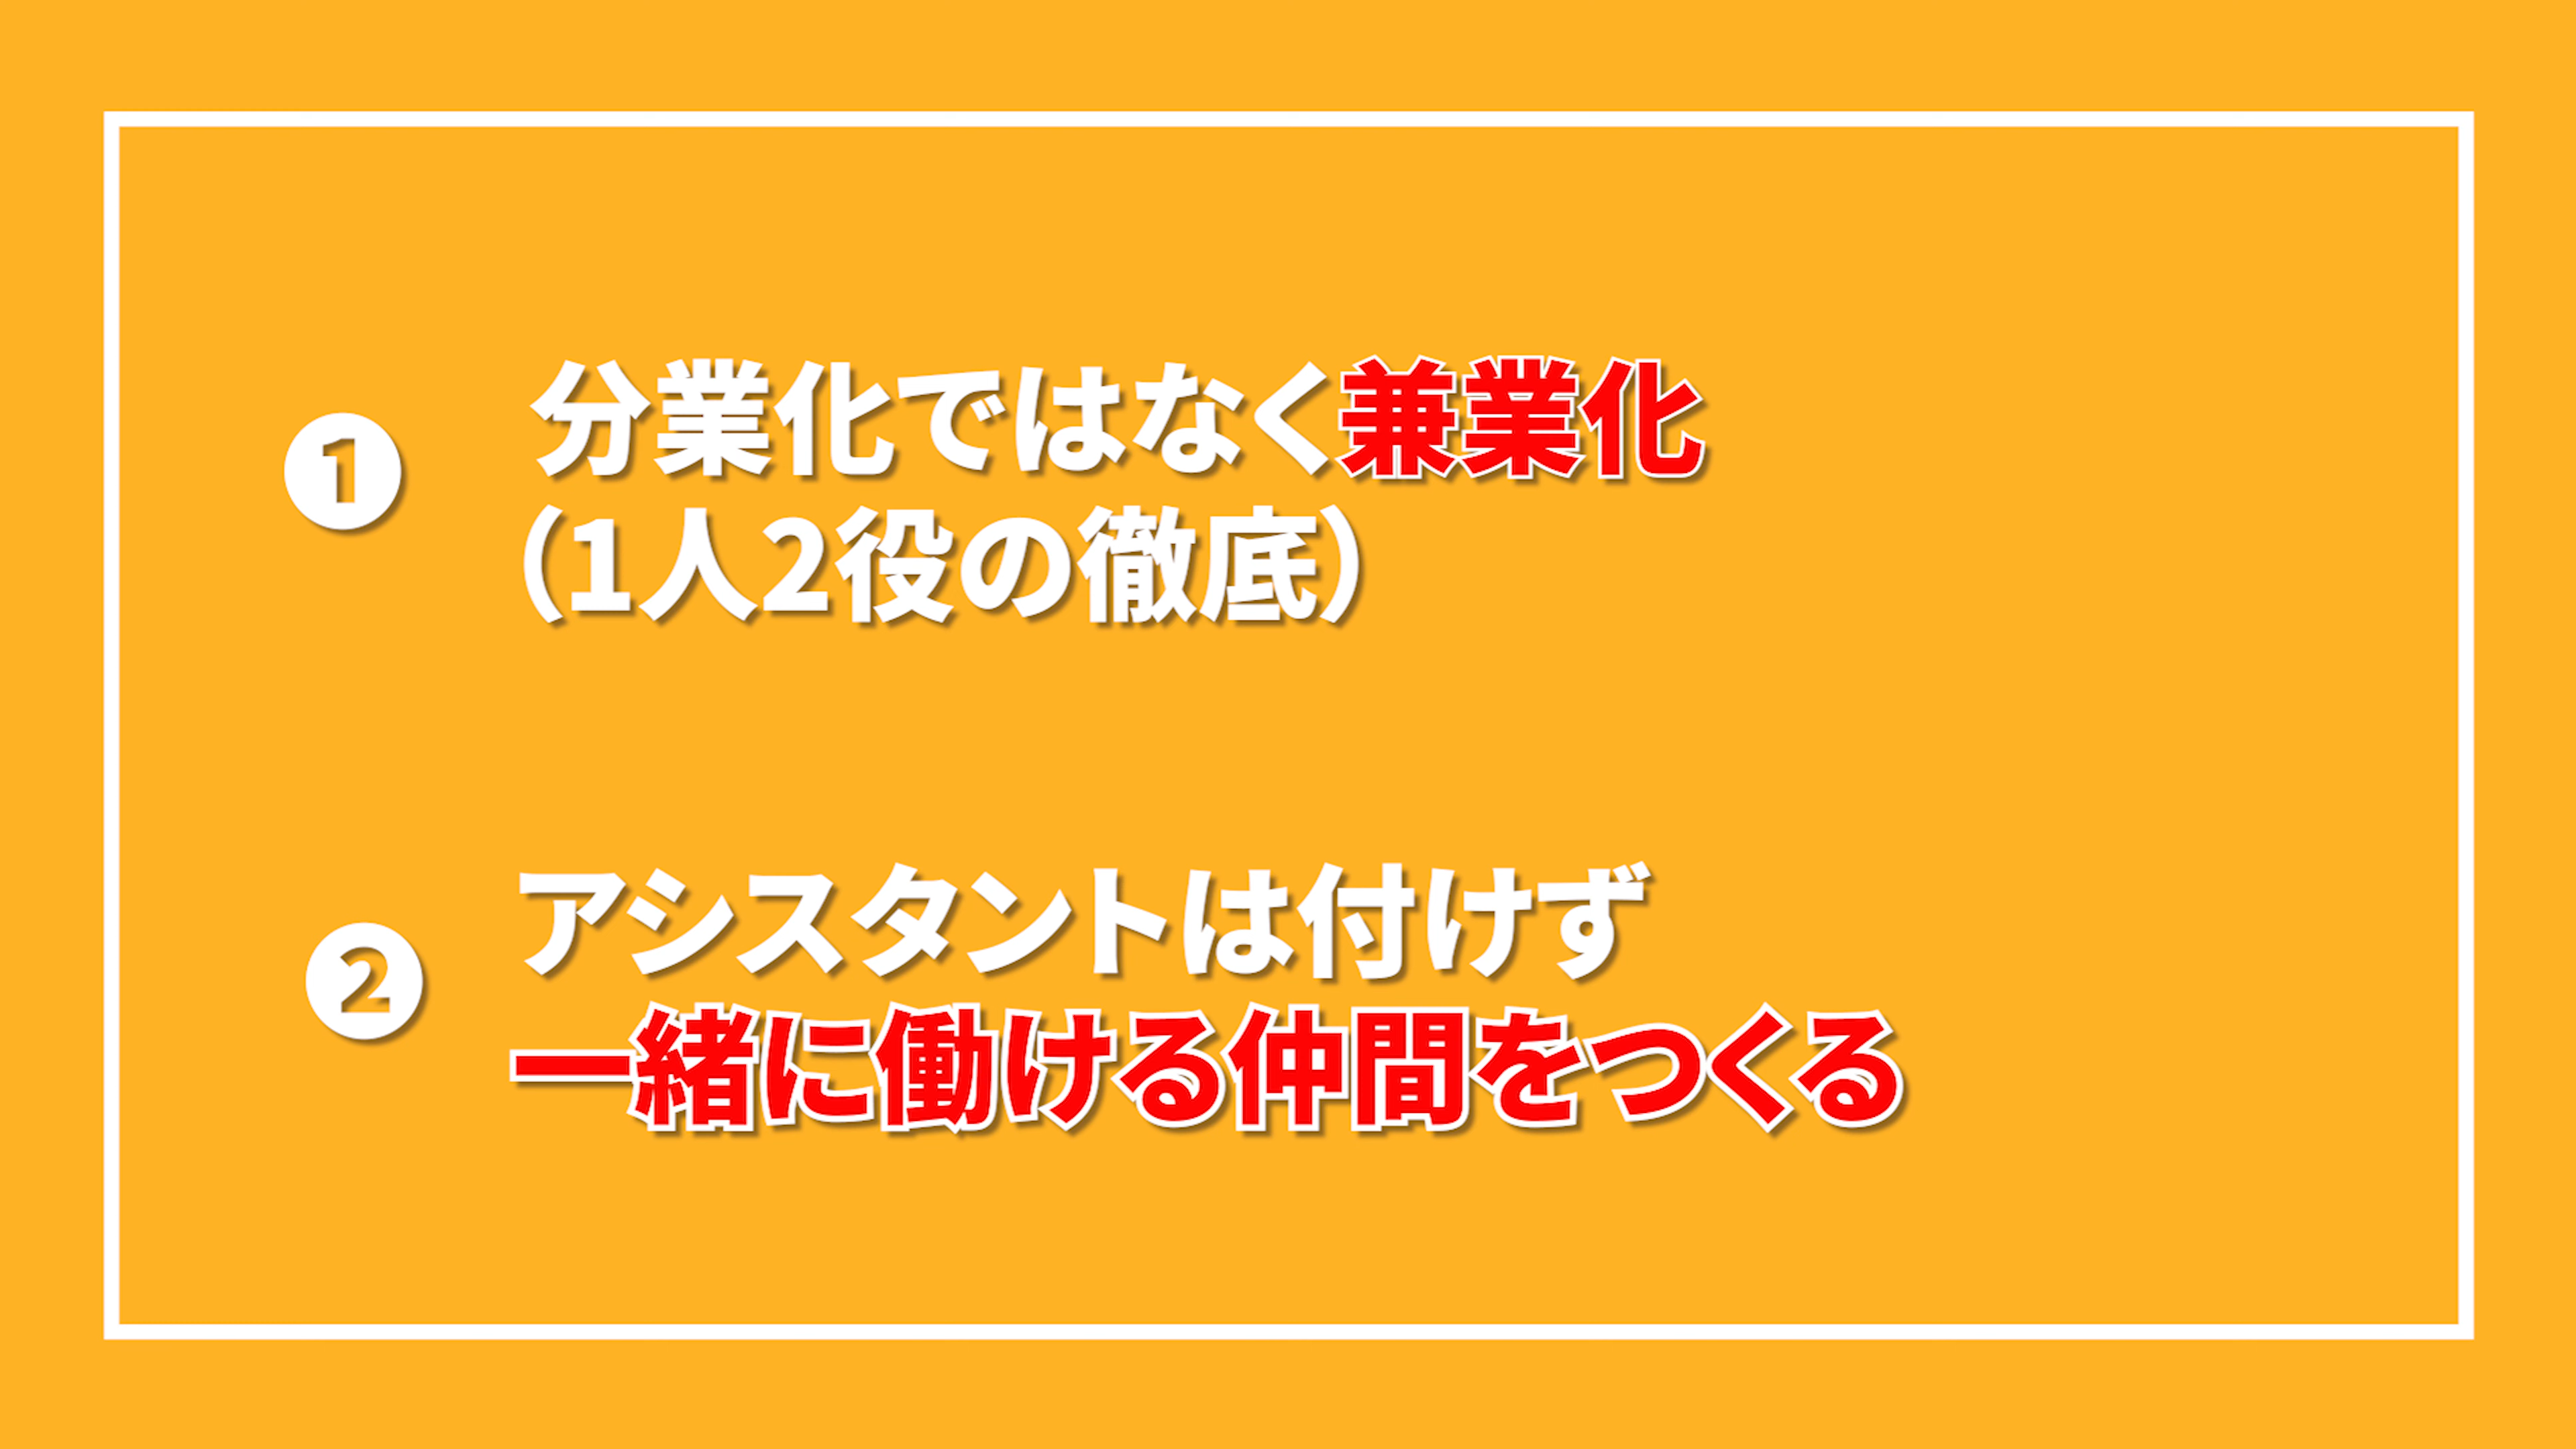 ❶ 分業化ではなく兼業化
（1人2役の徹底）
❷ アシスタントは付けず
一緒に働ける仲間をつくる